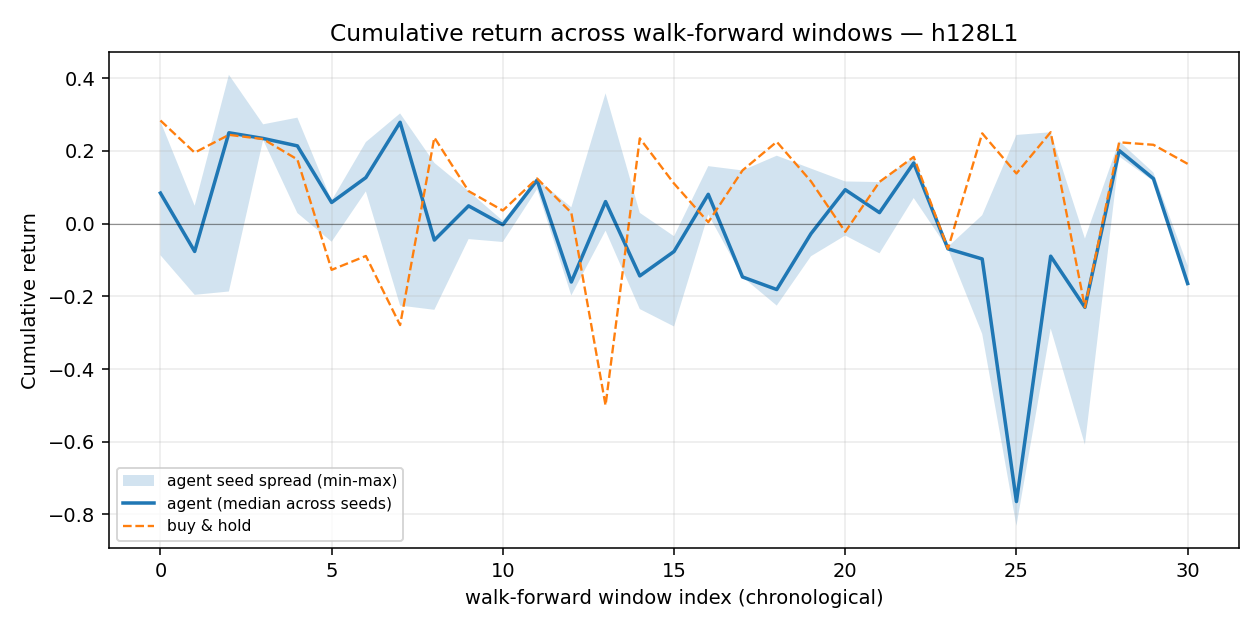 Cumulative return across walk-forward windows — h128L1
Cumulative return
0.4
0.2
0.0
−0.2
−0.4
−0.6
−0.8
agent seed spread (min-max)
agent (median across seeds)
buy & hold
0 5 10 15 20 25 30
walk-forward window index (chronological)